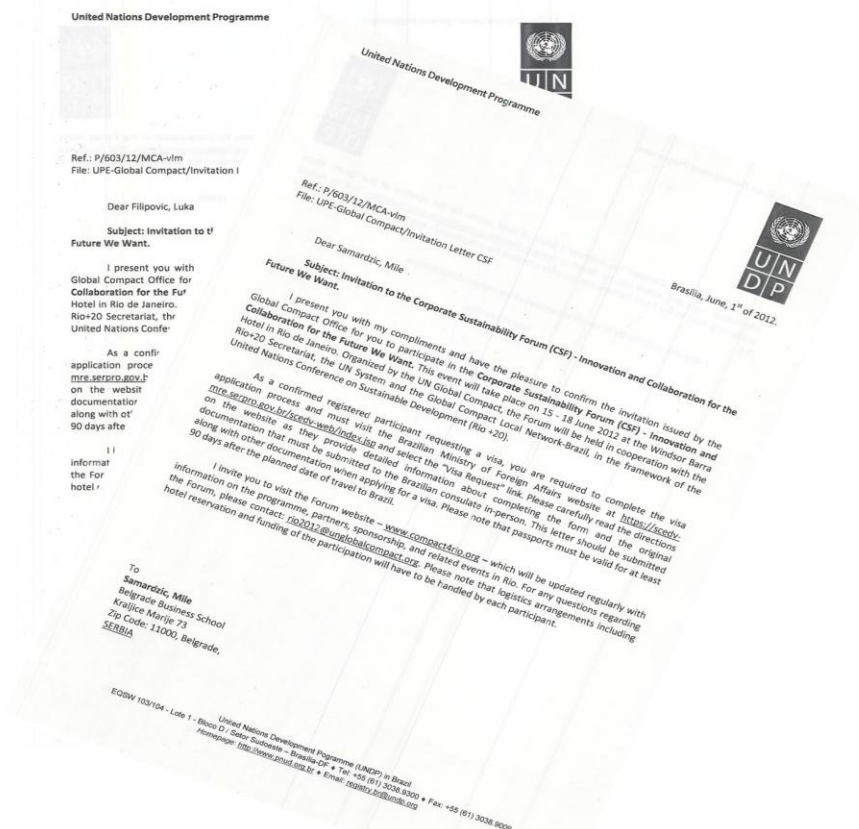 United Nations Development Programme
UN
Ref.: P/603/12/MCA-vlm
File: UPE-Global Compact/Invitation
Dear Filipovic, Luka
Subject: Invitation to
Future We Want.
I present you with
Global Compact Office for
Collaboration for the
Hotel in Rio de Janeiro.
Rio+20 Secretariat,
United Nations
As a
application
mre.serpro.gov.
on the
along with
90 days
the
hotel
United Nations Development Programme
UN
DP
Brasília, June, 1st of 2012.
Ref.: P/603/12/MCA-vlm
File: UPE-Global Compact/Invitation Letter CSF
Dear Samardzic, Mile
Subject: Invitation to the Corporate Sustainability Forum (CSF) - Innovation and Collaboration for the
Future We Want.
I present you with my compliments and have the pleasure to confirm the invitation issued by the
Global Compact Office for you to participate in the Corporate Sustainability Forum (CSF) - Innovation and
Collaboration for the Future We Want. This event will take place on 15 - 18 June 2012 at the Windsor Barra
Hotel in Rio de Janeiro. Organized by the UN Global Compact, the Forum will be held in cooperation with the
Rio+20 Secretariat, the UN System and the Global Compact Local Network-Brazil, in the framework of the
United Nations Conference on Sustainable Development (Rio +20).
As a confirmed registered participant requesting a visa, you are required to complete the visa
application process and must visit the Brazilian Ministry of Foreign Affairs website at https://scedv-
mre.serpro.gov.br/scedv-web/index.jsp and select the "Visa Request" link. Please carefully read the directions
on the website as they provide detailed information about completing the form and the original
documentation that must be submitted to the Brazilian consulate in-person. This letter should be submitted
along with other documentation when applying for a visa. Please note that passports must be valid for at least
90 days after the planned date of travel to Brazil.
I invite you to visit the Forum website – www.compact4rio.org – which will be updated regularly with
information on the programme, partners, sponsorship, and related events in Rio. For any questions regarding
the Forum, please contact: rio2012@unglobalcompact.org. Please note that logistics arrangements including
hotel reservation and funding of the participation will have to be handled by each participant.
To
Samardzic, Mile
Belgrade Business School
Kraljice Marije 73
Zip Code: 11000, Belgrade,
SERBIA
United Nations Development Pogramme (UNDP) in Brazil
EQSW 103/104 - Lote 1 - Bloco D / Setor Sudoeste – Brasília-DF ♦ Tel: +55 (61) 3038.9300 ♦ Fax: +55 (61) 3038.9009
Homepage: http://www.pnud.org.br ♦ Email: registry.br@undp.org